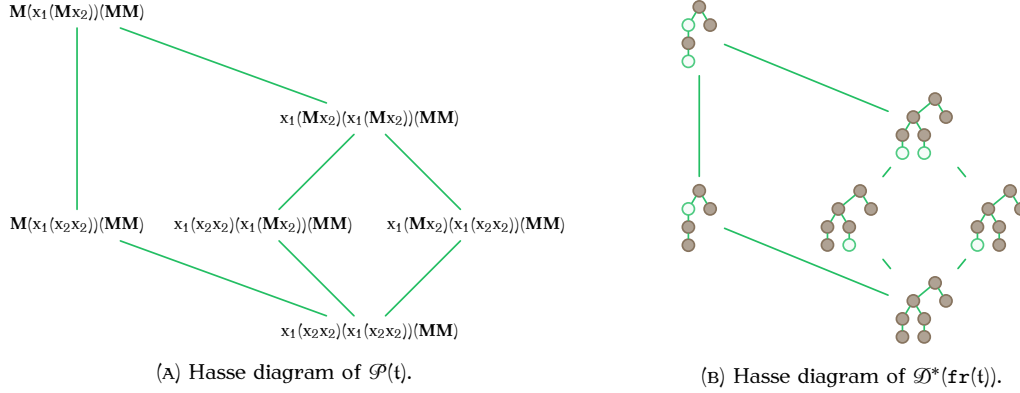 M(x₁(Mx₂))(MM)
x₁(Mx₂)(x₁(Mx₂))(MM)
M(x₁(x₂x₂))(MM) x₁(x₂x₂)(x₁(Mx₂))(MM) x₁(Mx₂)(x₁(x₂x₂))(MM)
x₁(x₂x₂)(x₁(x₂x₂))(MM)
(A) Hasse diagram of 𝒫(t).
(B) Hasse diagram of 𝒟*(fr(t)).